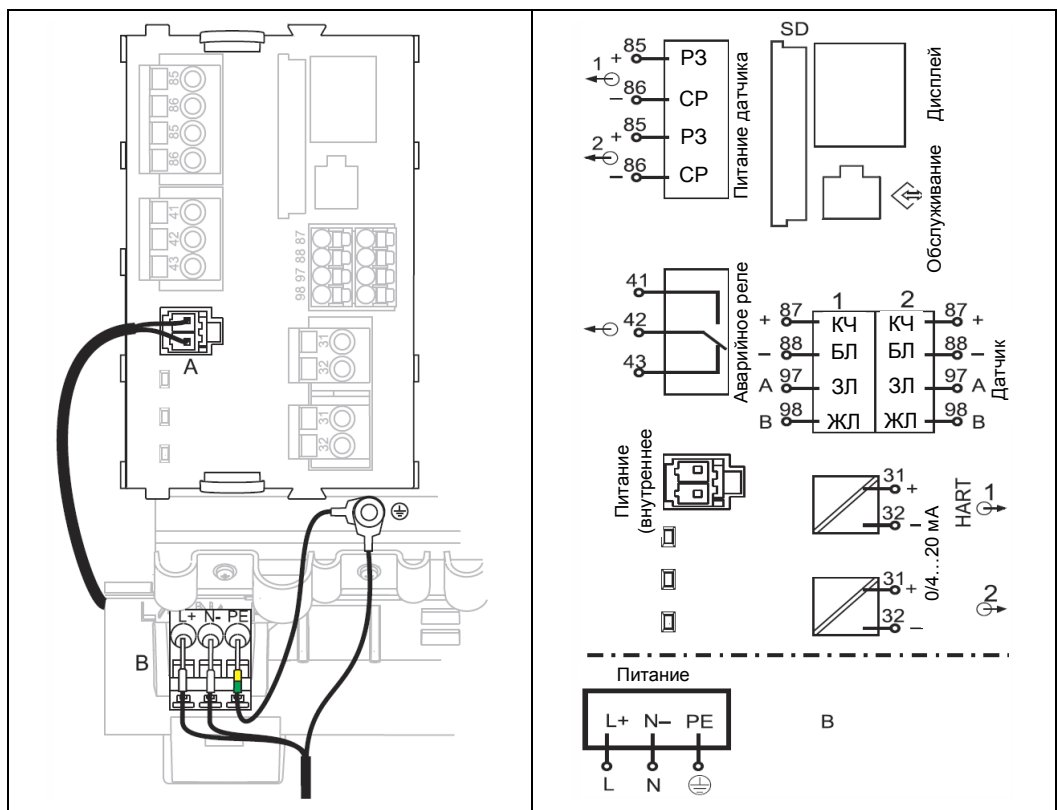 85
86
85
86
41
42
43
98 97 88 87
A
31
32
31
32
L+ N- PE
B
SD
1
+ 85 РЗ
– 86 СР
2
+ 85 РЗ
– 86 СР
Питание датчика
Дисплей
Обслуживание
41
42
43
Аварийное реле
1 2
+ 87 КЧ КЧ 87 +
– 88 БЛ БЛ 88 –
A 97 ЗЛ ЗЛ 97 A
B 98 ЖЛ ЖЛ 98 B
Датчик
Питание
(внутреннее
31 +
32 –
31 +
32 –
0/4...20 мА
HART
1
2
Питание
L+ N– PE
L N
B